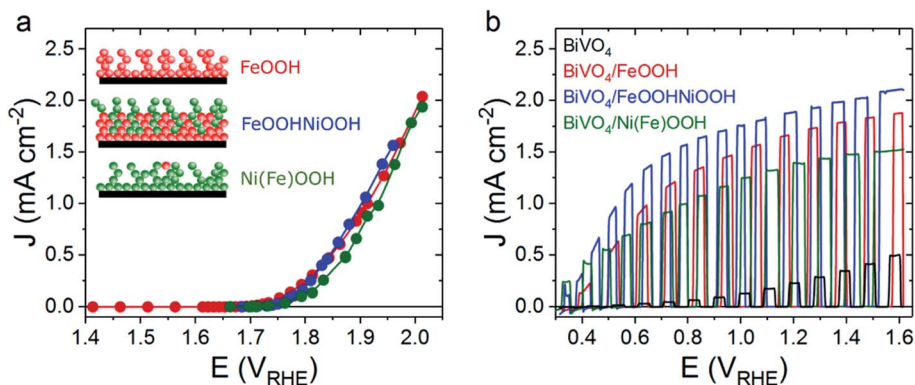 a
2.5
2.0
1.5
1.0
0.5
0.0
J (mA cm⁻²)
FeOOH
FeOOHNiOOH
Ni(Fe)OOH
1.4 1.5 1.6 1.7 1.8 1.9 2.0
E (V_RHE)
b
2.5
2.0
1.5
1.0
0.5
0.0
J (mA cm⁻²)
BiVO₄
BiVO₄/FeOOH
BiVO₄/FeOOHNiOOH
BiVO₄/Ni(Fe)OOH
0.4 0.6 0.8 1.0 1.2 1.4 1.6
E (V_RHE)